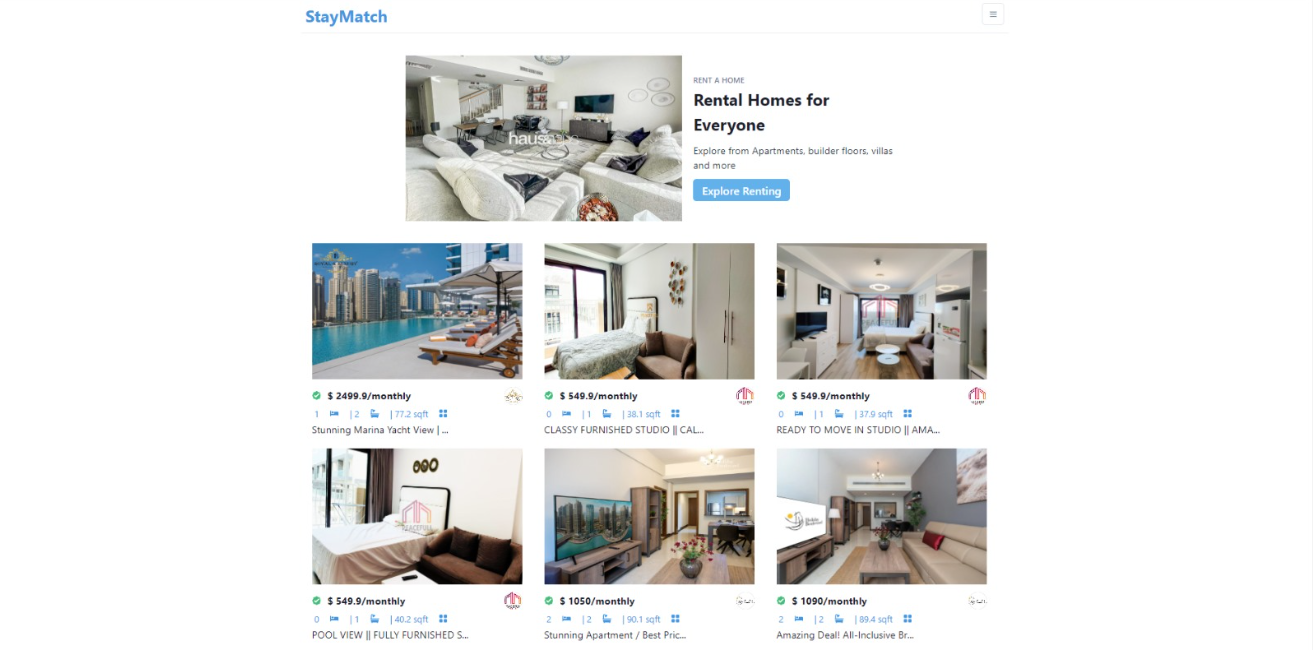 StayMatch
RENT A HOME
Rental Homes for
Everyone
Explore from Apartments, builder floors, villas
and more
Explore Renting
haus&haus
$ 2499.9/monthly
1 | 2 | 77.2 sqft
Stunning Marina Yacht View | ...
$ 549.9/monthly
0 | 1 | 38.1 sqft
CLASSY FURNISHED STUDIO || CAL...
$ 549.9/monthly
0 | 1 | 37.9 sqft
READY TO MOVE IN STUDIO || AMA...
PEACEFULL
$ 549.9/monthly
0 | 1 | 40.2 sqft
POOL VIEW || FULLY FURNISHED S...
$ 1050/monthly
2 | 2 | 90.1 sqft
Stunning Apartment / Best Pric...
$ 1090/monthly
2 | 2 | 89.4 sqft
Amazing Deal! All-Inclusive Br...